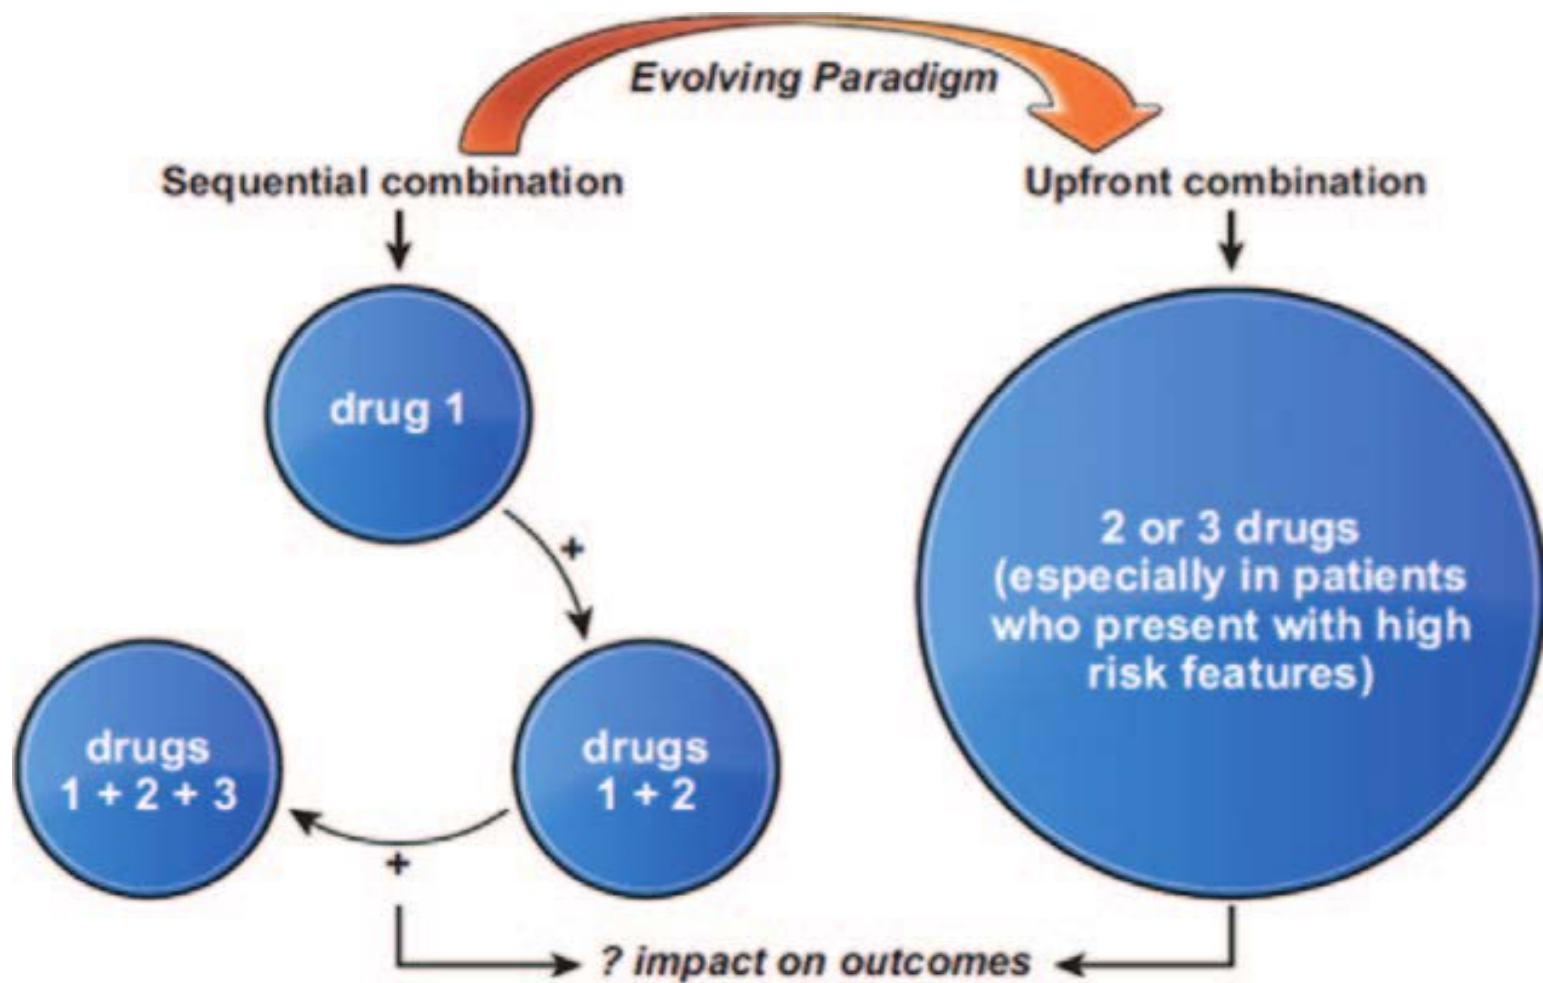 Evolving Paradigm
Sequential combination
Upfront combination
drug 1
+
drugs
1 + 2
+
drugs
1 + 2 + 3
2 or 3 drugs
(especially in patients
who present with high
risk features)
? impact on outcomes